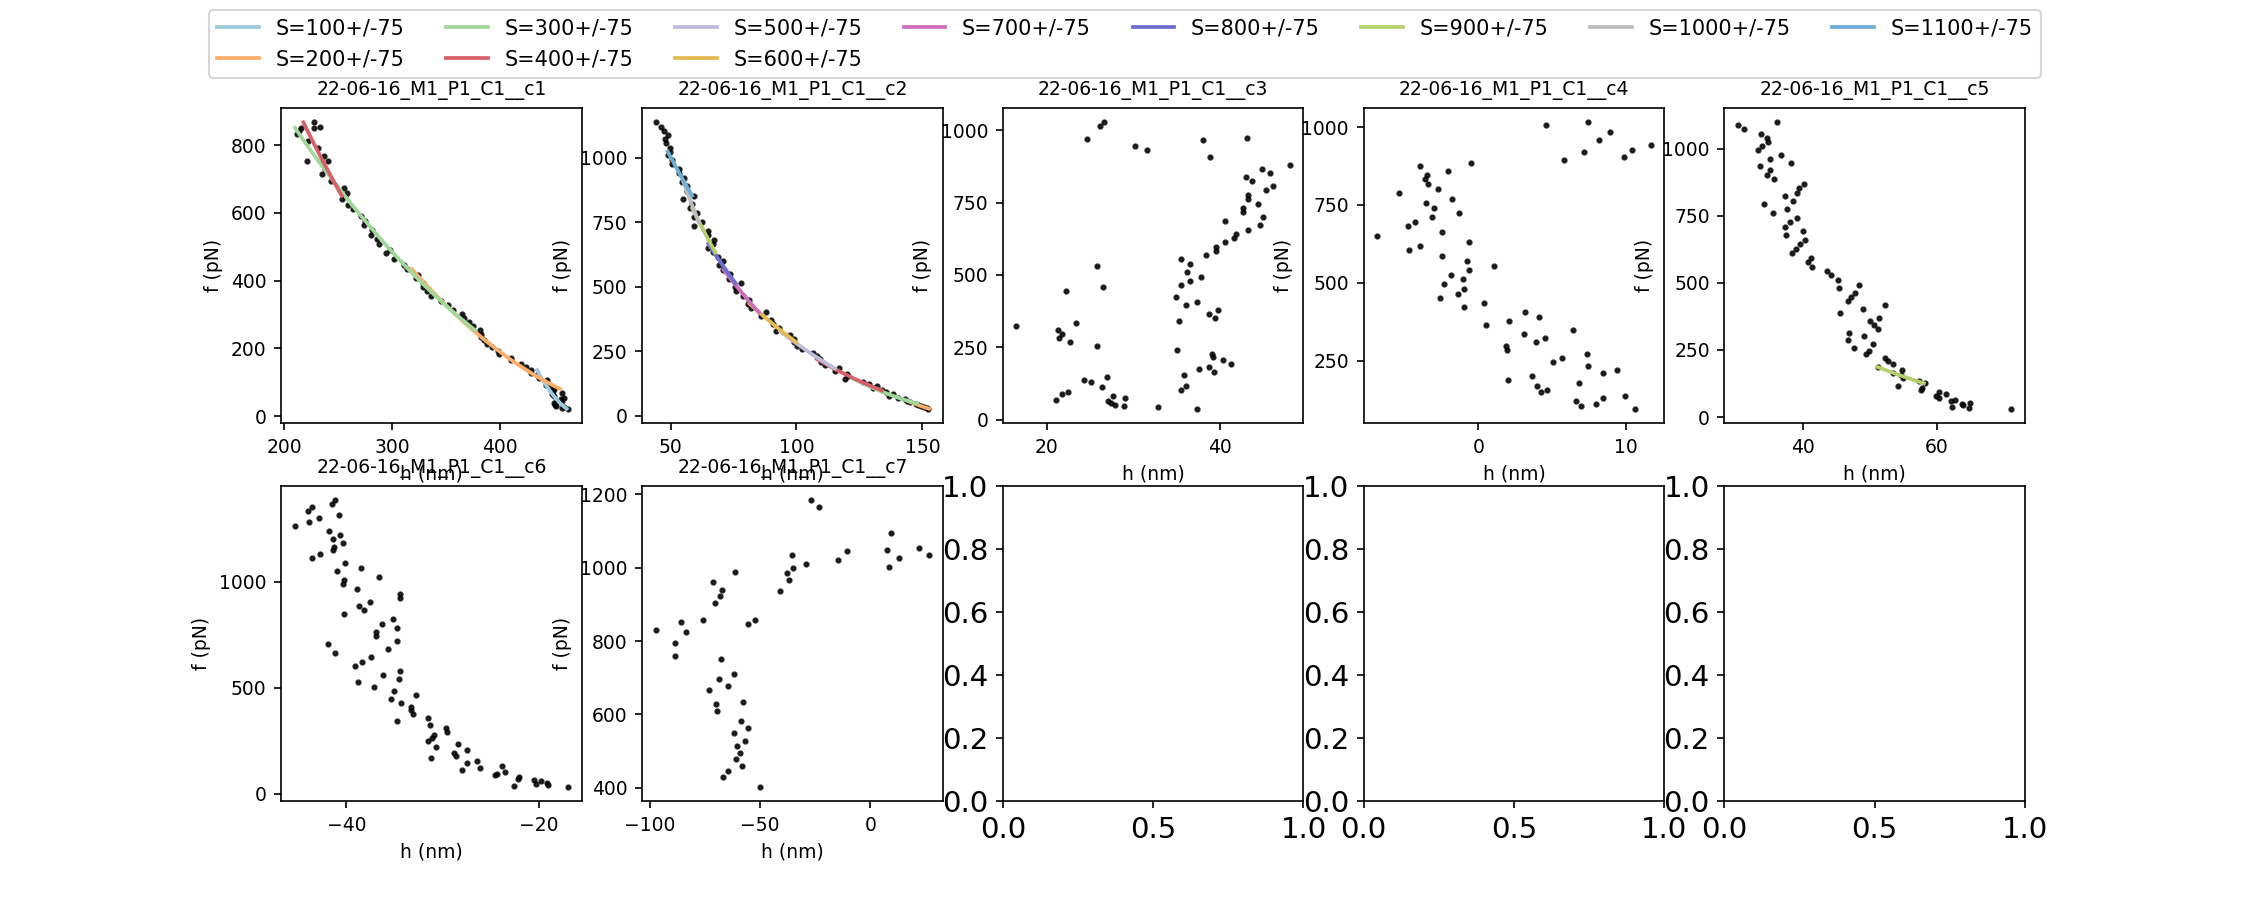 S=100+/-75 S=300+/-75 S=500+/-75 S=700+/-75 S=800+/-75 S=900+/-75 S=1000+/-75 S=1100+/-75
S=200+/-75 S=400+/-75 S=600+/-75
22-06-16_M1_P1_C1__c1
f (pN)
0 200 400 600 800
200 300 400
h (nm)
22-06-16_M1_P1_C1__c2
f (pN)
0 250 500 750 1000
50 100 150
h (nm)
22-06-16_M1_P1_C1__c3
f (pN)
0 250 500 750 1000
20 40
h (nm)
22-06-16_M1_P1_C1__c4
f (pN)
250 500 750 1000
0 10
h (nm)
22-06-16_M1_P1_C1__c5
f (pN)
0 250 500 750 1000
40 60
h (nm)
22-06-16_M1_P1_C1__c6
f (pN)
0 500 1000
−40 −20
h (nm)
22-06-16_M1_P1_C1__c7
f (pN)
400 600 800 1000 1200
−100 −50 0
h (nm)
0.0 0.2 0.4 0.6 0.8 1.0
0.0 0.5 1.0
0.0 0.2 0.4 0.6 0.8 1.0
0.0 0.5 1.0
0.0 0.2 0.4 0.6 0.8 1.0
0.0 0.5 1.0